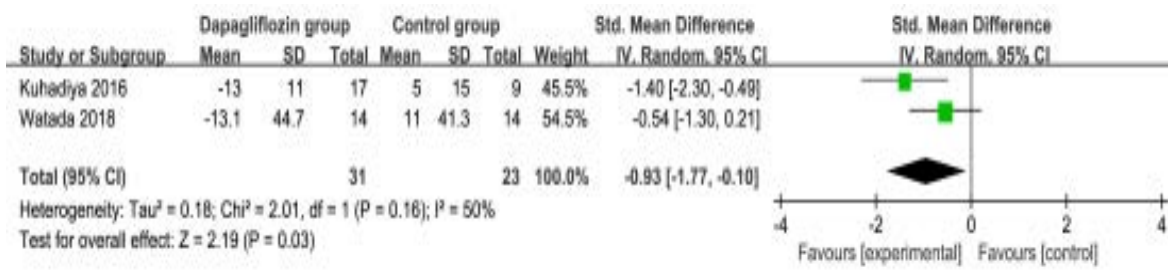 Dapagliflozin group Control group Std. Mean Difference Std. Mean Difference
Study or Subgroup Mean SD Total Mean SD Total Weight IV. Random. 95% CI IV. Random. 95% CI
Kuhadiya 2016 -13 11 17 5 15 9 45.5% -1.40 [-2.30, -0.49]
Watada 2018 -13.1 44.7 14 11 41.3 14 54.5% -0.54 [-1.30, 0.21]
Total (95% CI) 31 23 100.0% -0.93 [-1.77, -0.10]
Heterogeneity: Tau² = 0.18; Chi² = 2.01, df = 1 (P = 0.16); I² = 50%
Test for overall effect: Z = 2.19 (P = 0.03)
-4 -2 0 2 4
Favours [experimental] Favours [control]